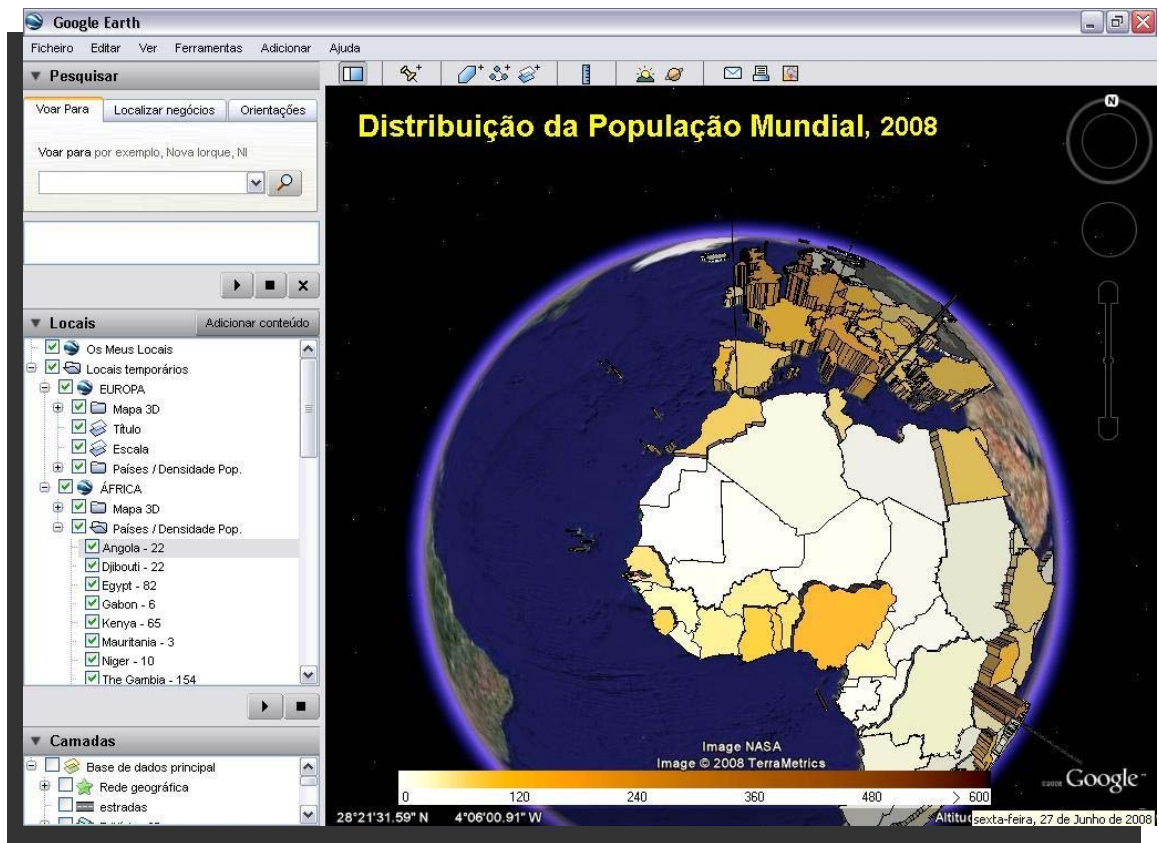 Google Earth
Ficheiro Editar Ver Ferramentas Adicionar Ajuda
Pesquisar
Voar Para Localizar negócios Orientações
Voar para por exemplo, Nova Iorque, NI
Locais Adicionar conteúdo
Os Meus Locais
Locais temporários
EUROPA
Mapa 3D
Título
Escala
Países / Densidade Pop.
ÁFRICA
Mapa 3D
Países / Densidade Pop.
Angola - 22
Djibouti - 22
Egypt - 82
Gabon - 6
Kenya - 65
Mauritania - 3
Niger - 10
The Gambia - 154
Camadas
Base de dados principal
Rede geográfica
estradas
Distribuição da População Mundial, 2008
N
Image NASA
Image © 2008 TerraMetrics
©2008 Google
0 120 240 360 480 > 600
28°21'31.59" N 4°06'00.91" W
sexta-feira, 27 de Junho de 2008